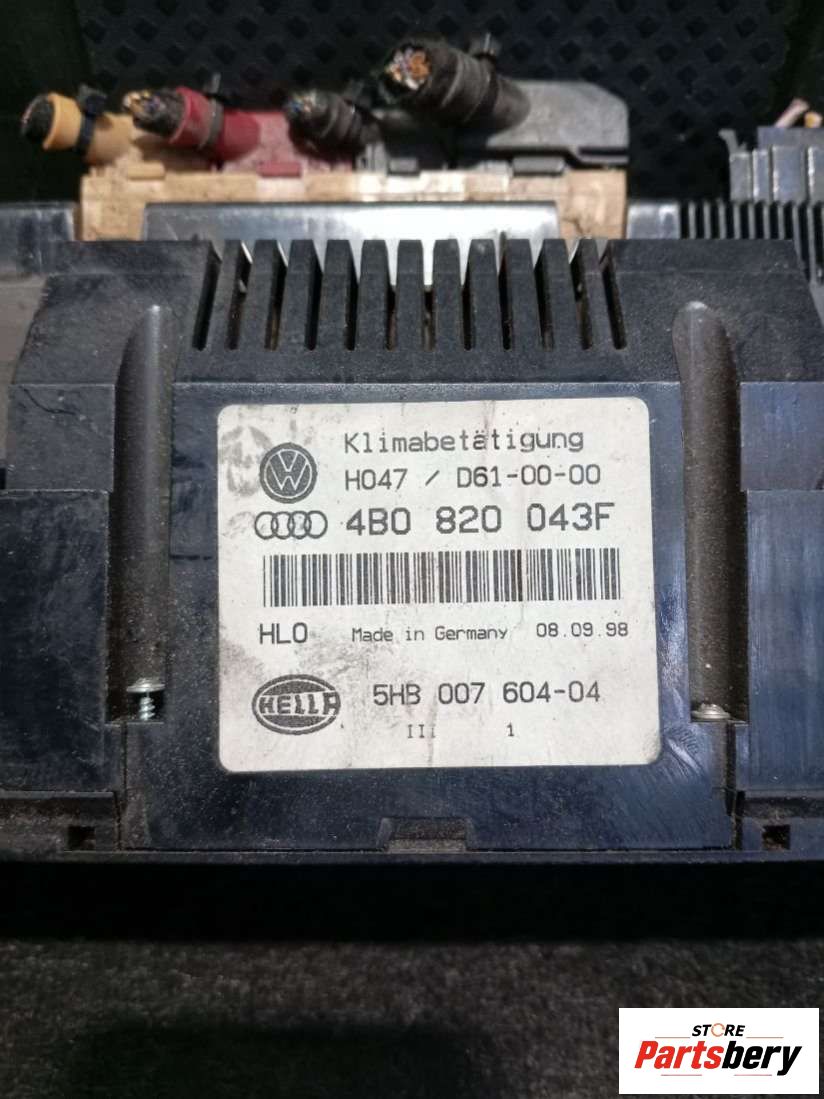 Klimabetätigung
H047 / D61-00-00
4B0 820 043F
HLO Made in Germany 08.09.98
HELLA 5HB 007 604-04
III 1
STORE
Partsbery